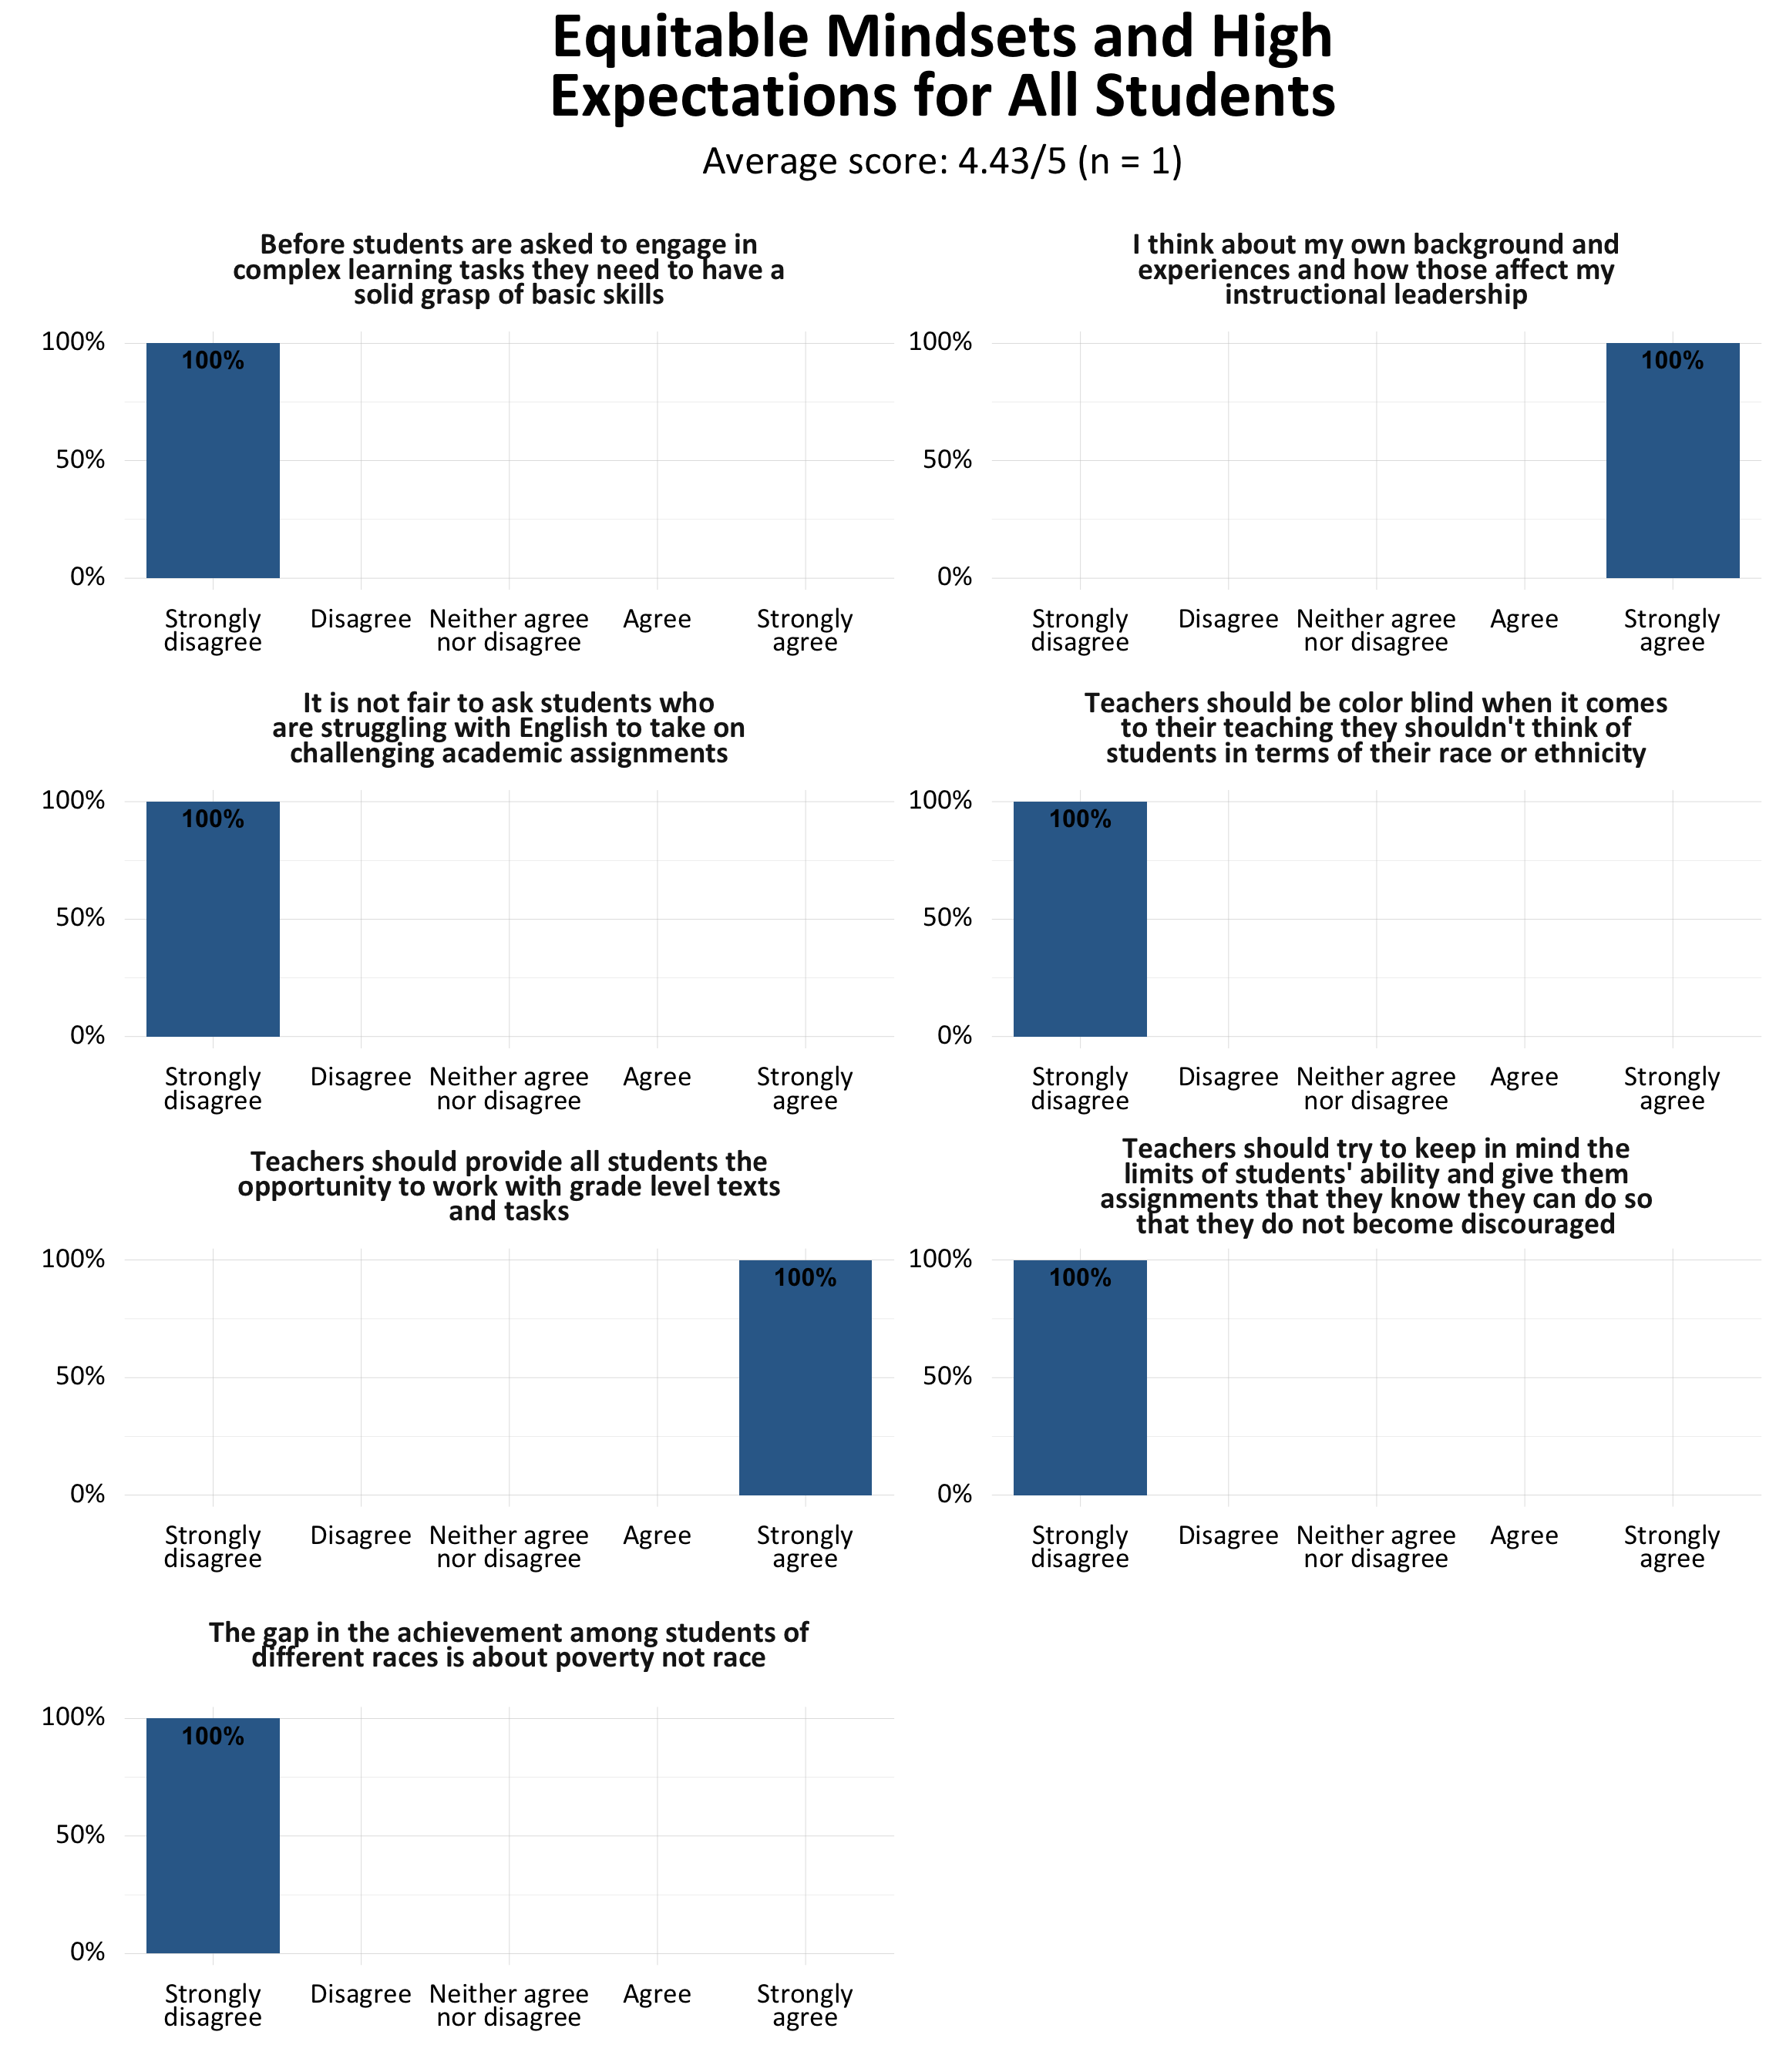 Equitable Mindsets and High
Expectations for All Students
Average score: 4.43/5 (n = 1)
Before students are asked to engage in
complex learning tasks they need to have a
solid grasp of basic skills
100%
100%
50%
0%
Strongly
disagree
Disagree
Neither agree
nor disagree
Agree
Strongly
agree
I think about my own background and
experiences and how those affect my
instructional leadership
100%
100%
50%
0%
Strongly
disagree
Disagree
Neither agree
nor disagree
Agree
Strongly
agree
It is not fair to ask students who
are struggling with English to take on
challenging academic assignments
100%
100%
50%
0%
Strongly
disagree
Disagree
Neither agree
nor disagree
Agree
Strongly
agree
Teachers should be color blind when it comes
to their teaching they shouldn't think of
students in terms of their race or ethnicity
100%
100%
50%
0%
Strongly
disagree
Disagree
Neither agree
nor disagree
Agree
Strongly
agree
Teachers should provide all students the
opportunity to work with grade level texts
and tasks
100%
100%
50%
0%
Strongly
disagree
Disagree
Neither agree
nor disagree
Agree
Strongly
agree
Teachers should try to keep in mind the
limits of students' ability and give them
assignments that they know they can do so
that they do not become discouraged
100%
100%
50%
0%
Strongly
disagree
Disagree
Neither agree
nor disagree
Agree
Strongly
agree
The gap in the achievement among students of
different races is about poverty not race
100%
100%
50%
0%
Strongly
disagree
Disagree
Neither agree
nor disagree
Agree
Strongly
agree